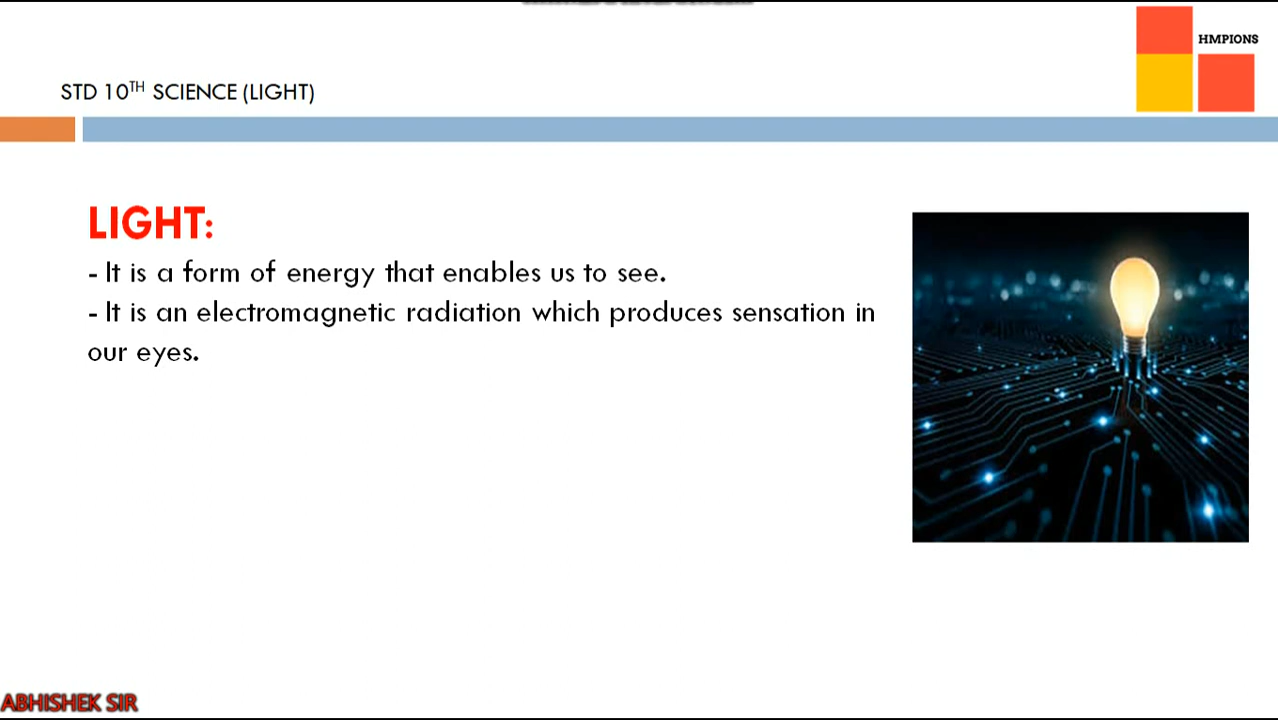 HMPIONS
STD 10TH SCIENCE (LIGHT)
LIGHT:
- It is a form of energy that enables us to see.
- It is an electromagnetic radiation which produces sensation in
our eyes.
ABHISHEK SIR